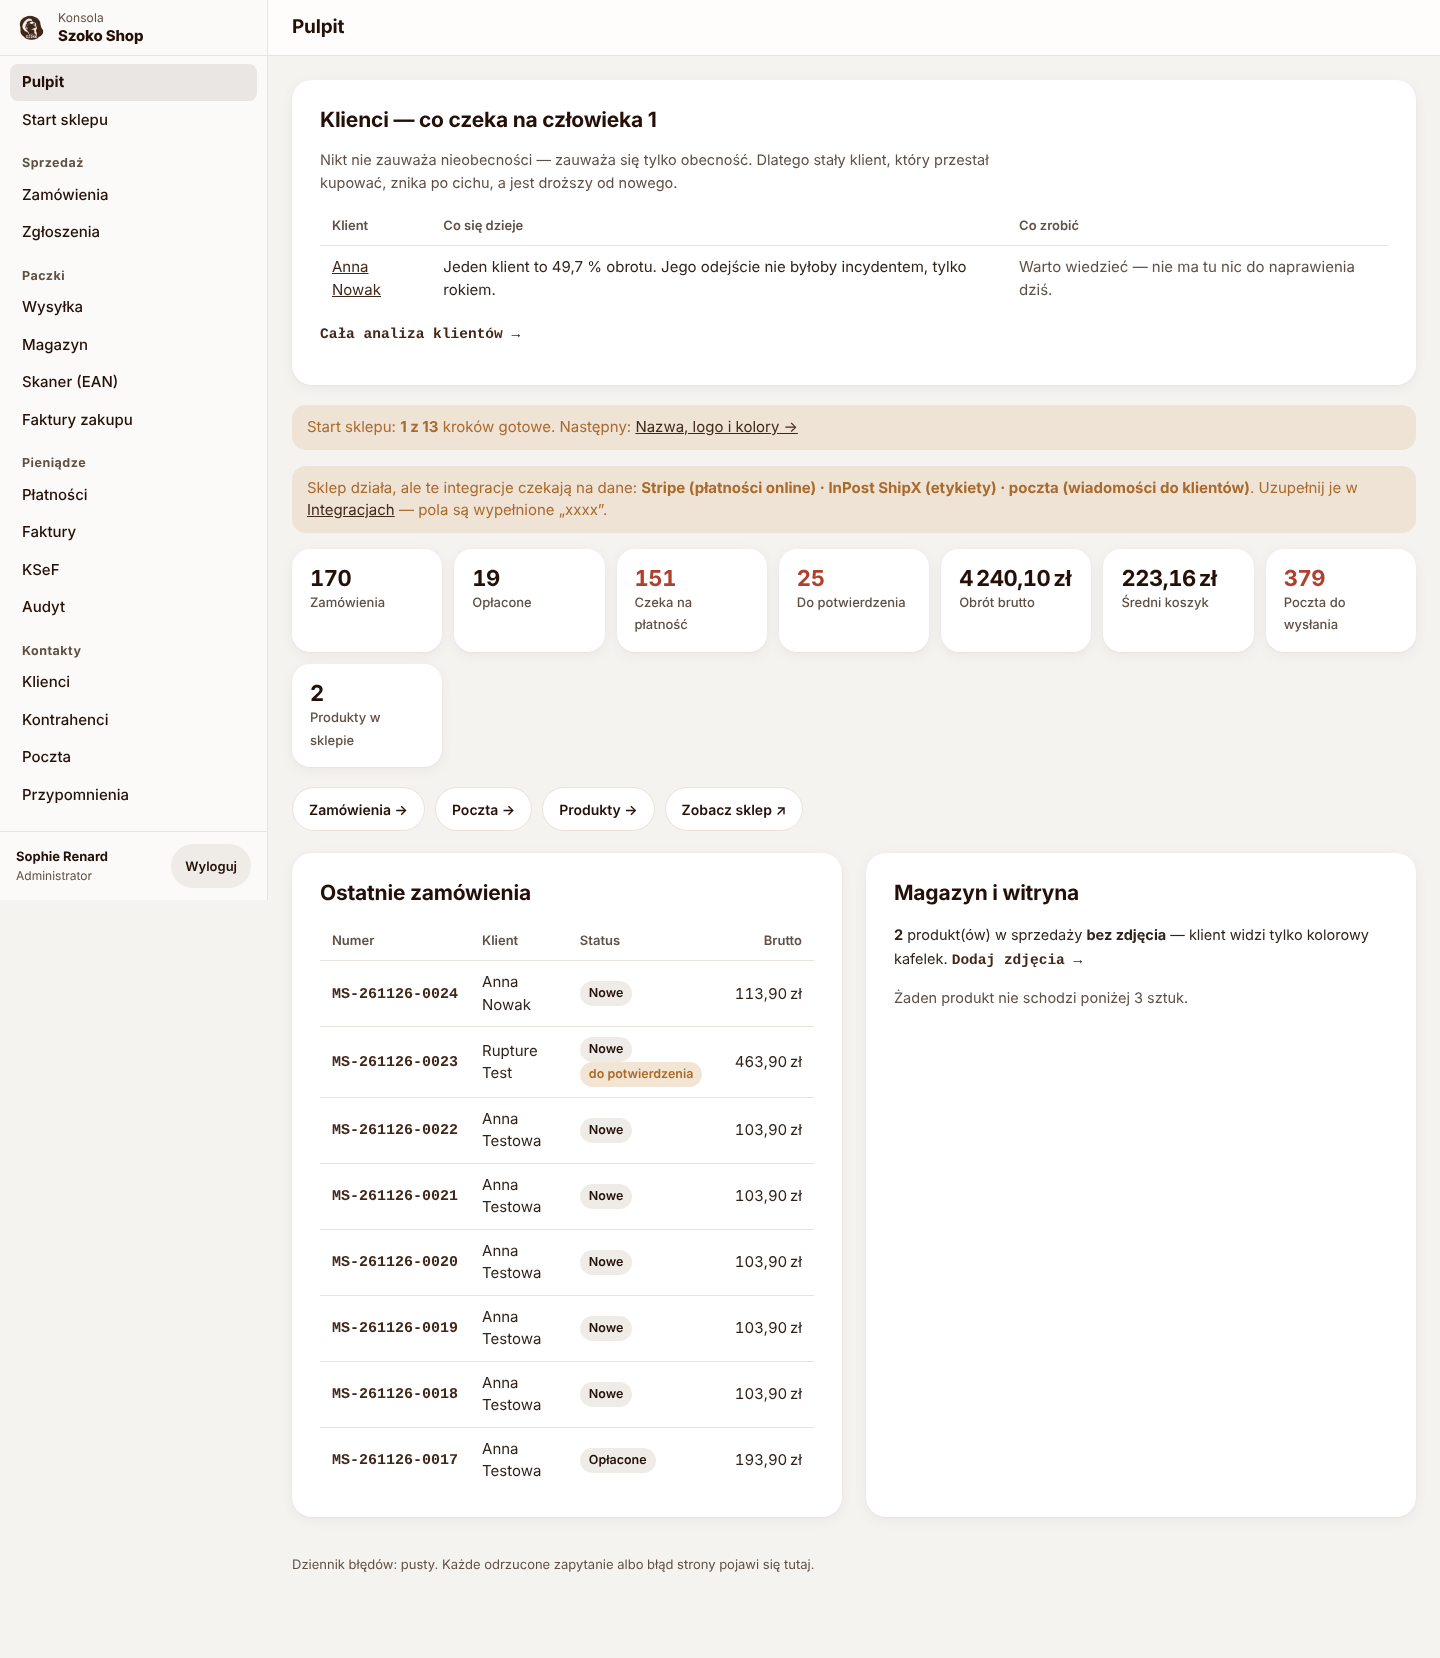 Konsola
Szoko Shop
Pulpit
Start sklepu
Sprzedaż
Zamówienia
Zgłoszenia
Paczki
Wysyłka
Magazyn
Skaner (EAN)
Faktury zakupu
Pieniądze
Płatności
Faktury
KSeF
Audyt
Kontakty
Klienci
Kontrahenci
Poczta
Przypomnienia
Sophie Renard
Administrator
Wyloguj
Pulpit
Klienci — co czeka na człowieka 1
Nikt nie zauważa nieobecności — zauważa się tylko obecność. Dlatego stały klient, który przestał
kupować, znika po cichu, a jest droższy od nowego.
Klient Co się dzieje Co zrobić
Anna Nowak Jeden klient to 49,7 % obrotu. Jego odejście nie byłoby incydentem, tylko rokiem. Warto wiedzieć — nie ma tu nic do naprawienia dziś.
Cała analiza klientów →
Start sklepu: 1 z 13 kroków gotowe. Następny: Nazwa, logo i kolory →
Sklep działa, ale te integracje czekają na dane: Stripe (płatności online) · InPost ShipX (etykiety) · poczta (wiadomości do klientów). Uzupełnij je w
Integracjach — pola są wypełnione „xxxx”.
170
Zamówienia
19
Opłacone
151
Czeka na
płatność
25
Do potwierdzenia
4 240,10 zł
Obrót brutto
223,16 zł
Średni koszyk
379
Poczta do
wysłania
2
Produkty w
sklepie
Zamówienia →
Poczta →
Produkty →
Zobacz sklep ↗
Ostatnie zamówienia
Numer Klient Status Brutto
MS-261126-0024 Anna Nowak Nowe 113,90 zł
MS-261126-0023 Rupture Test Nowe do potwierdzenia 463,90 zł
MS-261126-0022 Anna Testowa Nowe 103,90 zł
MS-261126-0021 Anna Testowa Nowe 103,90 zł
MS-261126-0020 Anna Testowa Nowe 103,90 zł
MS-261126-0019 Anna Testowa Nowe 103,90 zł
MS-261126-0018 Anna Testowa Nowe 103,90 zł
MS-261126-0017 Anna Testowa Opłacone 193,90 zł
Magazyn i witryna
2 produkt(ów) w sprzedaży bez zdjęcia — klient widzi tylko kolorowy
kafelek. Dodaj zdjęcia →
Żaden produkt nie schodzi poniżej 3 sztuk.
Dziennik błędów: pusty. Każde odrzucone zapytanie albo błąd strony pojawi się tutaj.